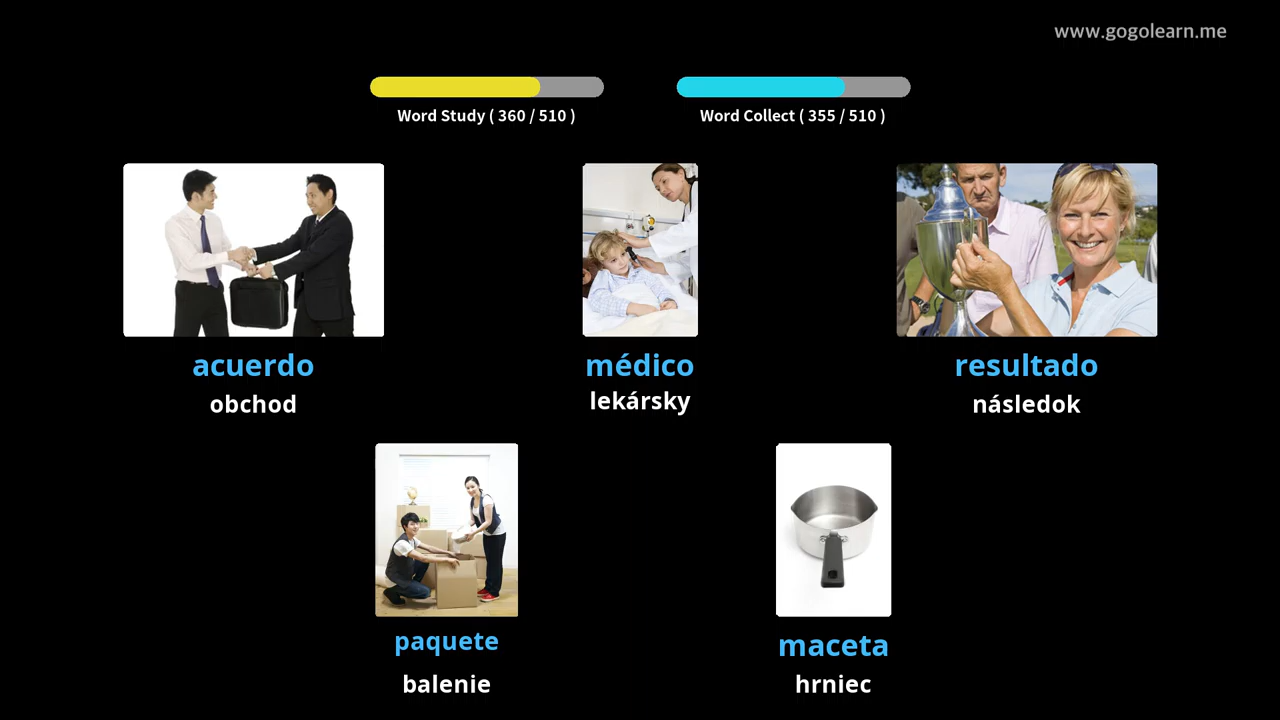 www.gogolearn.me
Word Study ( 360 / 510 )
Word Collect ( 355 / 510 )
acuerdo
obchod
médico
lekársky
resultado
následok
paquete
balenie
maceta
hrniec